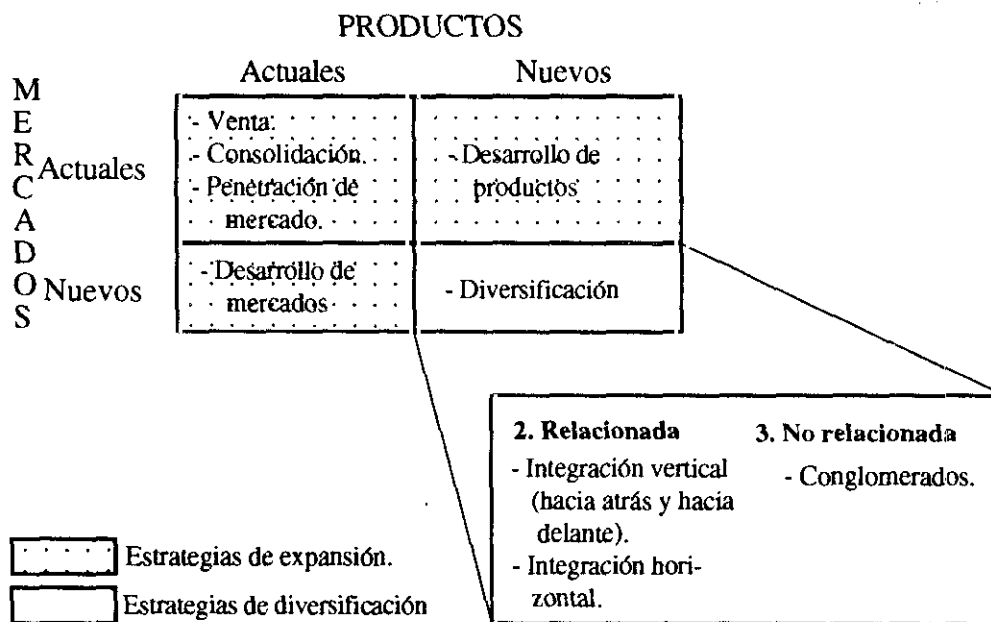 PRODUCTOS
Actuales Nuevos
MERCADOS
Actuales
- Venta.
- Consolidación.
- Penetración de
mercado.
- Desarrollo de
productos
Nuevos
- Desarrollo de
mercados
- Diversificación
2. Relacionada
- Integración vertical
(hacia atrás y hacia
delante).
- Integración hori-
zontal.
3. No relacionada
- Conglomerados.
Estrategias de expansión.
Estrategias de diversificación